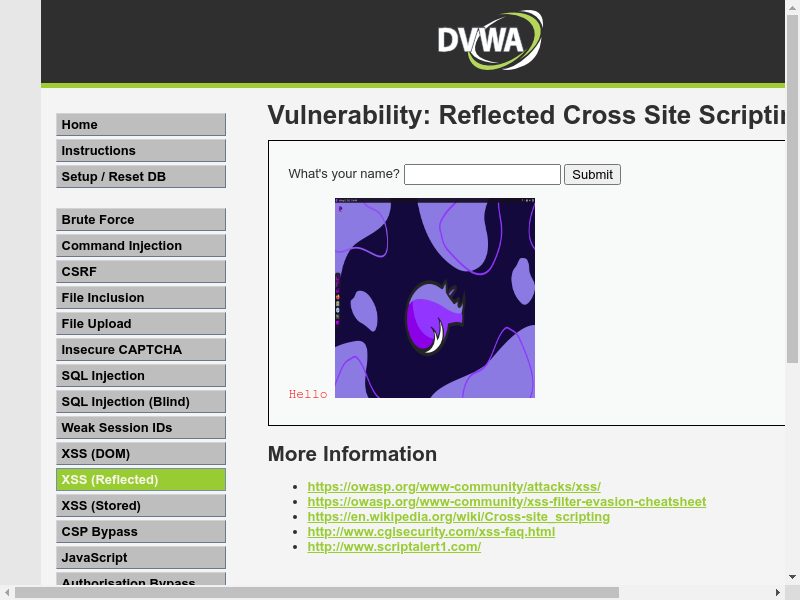 DVWA
Vulnerability: Reflected Cross Site Scriptin
Home
Instructions
Setup / Reset DB
Brute Force
Command Injection
CSRF
File Inclusion
File Upload
Insecure CAPTCHA
SQL Injection
SQL Injection (Blind)
Weak Session IDs
XSS (DOM)
XSS (Reflected)
XSS (Stored)
CSP Bypass
JavaScript
Authorisation Bypass
What's your name? Submit
Hello
More Information
https://owasp.org/www-community/attacks/xss/
https://owasp.org/www-community/xss-filter-evasion-cheatsheet
https://en.wikipedia.org/wiki/Cross-site_scripting
http://www.cgisecurity.com/xss-faq.html
http://www.scriptalert1.com/